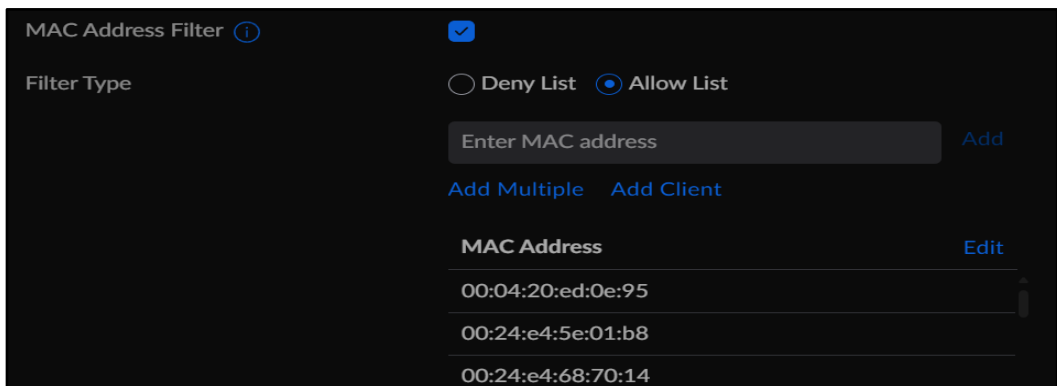 MAC Address Filter
Filter Type
Deny List Allow List
Enter MAC address Add
Add Multiple Add Client
MAC Address Edit
00:04:20:ed:0e:95
00:24:e4:5e:01:b8
00:24:e4:68:70:14